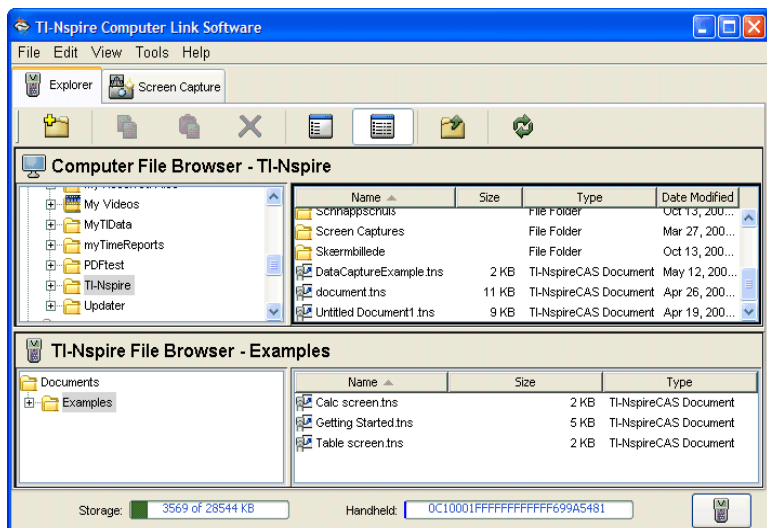 TI-Nspire Computer Link Software
File Edit View Tools Help
Explorer Screen Capture
Computer File Browser - TI-Nspire
My Videos
MyTIData
myTimeReports
PDFtest
TI-Nspire
Updater
Name Size Type Date Modified
Schnappschuß File Folder Oct 13, 200...
Screen Captures File Folder Mar 27, 200...
Skærmbillede File Folder Oct 13, 200...
DataCaptureExample.tns 2 KB TI-NspireCAS Document May 12, 200...
document.tns 11 KB TI-NspireCAS Document Apr 26, 200...
Untitled Document1.tns 9 KB TI-NspireCAS Document Apr 19, 200...
TI-Nspire File Browser - Examples
Documents
Examples
Name Size Type
Calc screen.tns 2 KB TI-NspireCAS Document
Getting Started.tns 5 KB TI-NspireCAS Document
Table screen.tns 2 KB TI-NspireCAS Document
Storage: 3569 of 28544 KB Handheld: 0C10001FFFFFFFFFFFF699A5481